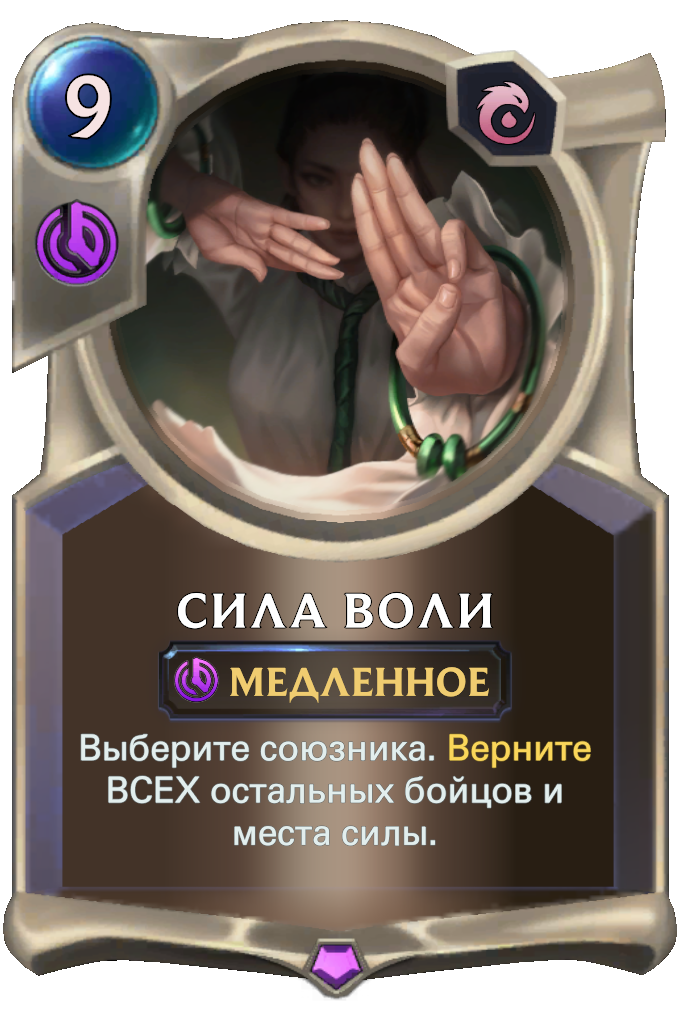 9
СИЛА ВОЛИ
МЕДЛЕННОЕ
Выберите союзника. Верните
ВСЕХ остальных бойцов и
места силы.